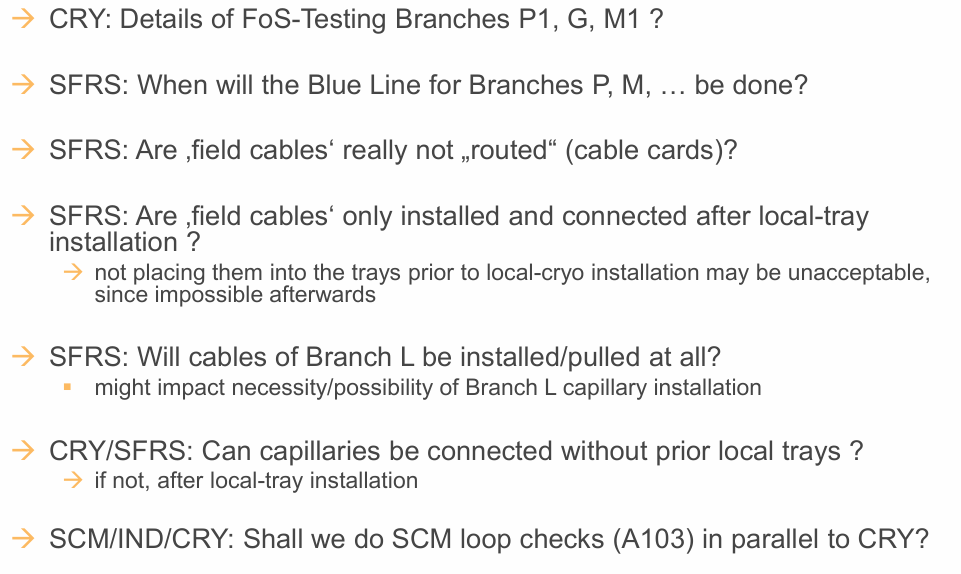 → CRY: Details of FoS-Testing Branches P1, G, M1 ?
→ SFRS: When will the Blue Line for Branches P, M, … be done?
→ SFRS: Are ‚field cables‘ really not „routed“ (cable cards)?
→ SFRS: Are ‚field cables‘ only installed and connected after local-tray
installation ?
→ not placing them into the trays prior to local-cryo installation may be unacceptable,
since impossible afterwards
→ SFRS: Will cables of Branch L be installed/pulled at all?
▪ might impact necessity/possibility of Branch L capillary installation
→ CRY/SFRS: Can capillaries be connected without prior local trays ?
→ if not, after local-tray installation
→ SCM/IND/CRY: Shall we do SCM loop checks (A103) in parallel to CRY?